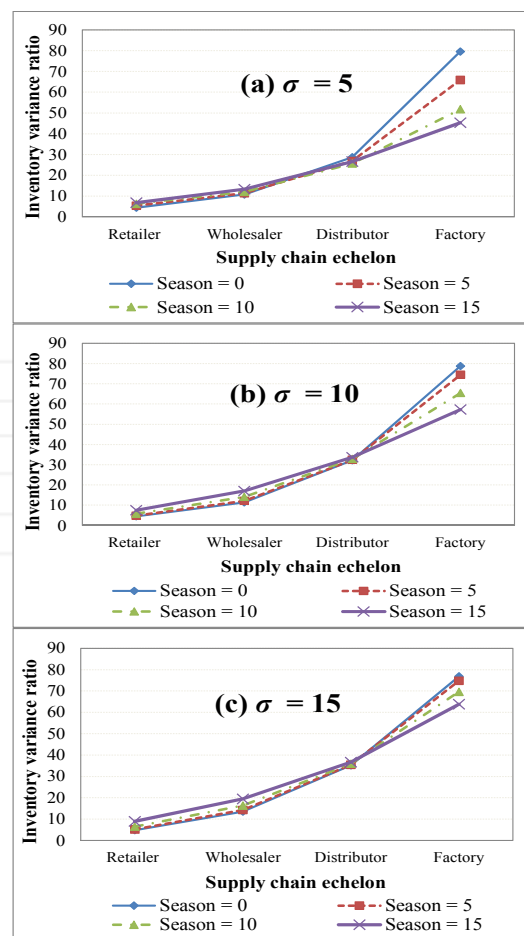 90
80
70
60
50
40
30
20
10
0
Inventory variance ratio
(a) σ = 5
Retailer Wholesaler Distributor Factory
Supply chain echelon
Season = 0 Season = 5
Season = 10 Season = 15
90
80
70
60
50
40
30
20
10
0
Inventory variance ratio
(b) σ = 10
Retailer Wholesaler Distributor Factory
Supply chain echelon
Season = 0 Season = 5
Season = 10 Season = 15
90
80
70
60
50
40
30
20
10
0
Inventory variance ratio
(c) σ = 15
Retailer Wholesaler Distributor Factory
Supply chain echelon
Season = 0 Season = 5
Season = 10 Season = 15